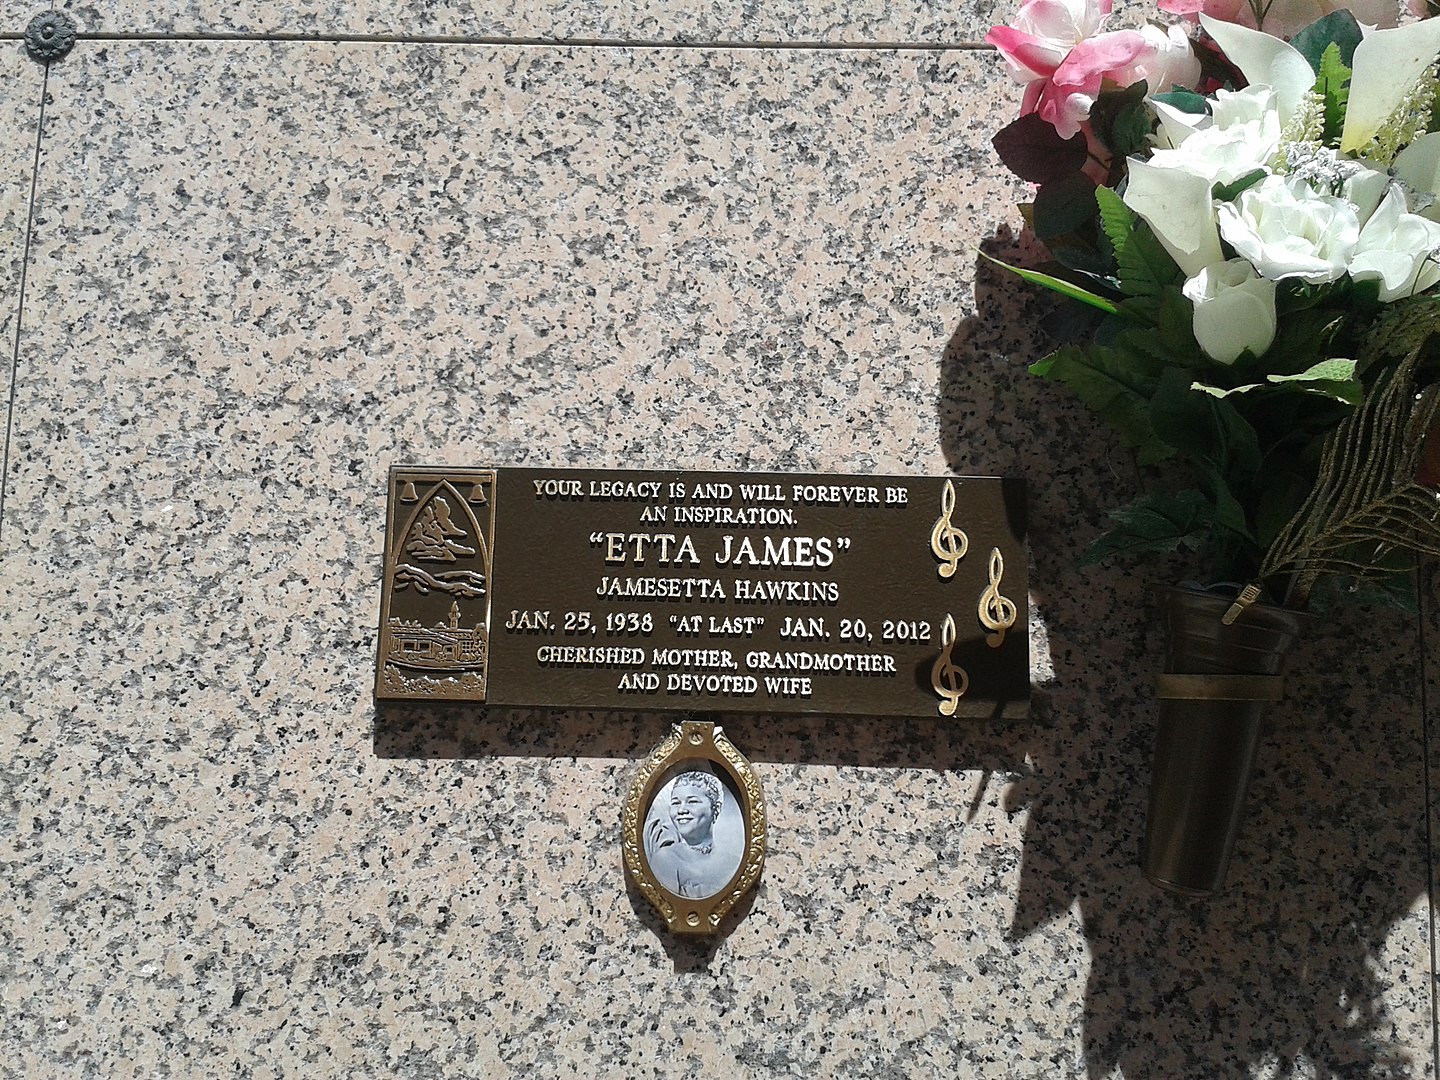 YOUR LEGACY IS AND WILL FOREVER BE
AN INSPIRATION.
“ETTA JAMES”
JAMESETTA HAWKINS
JAN. 25, 1938 “AT LAST” JAN. 20, 2012
CHERISHED MOTHER, GRANDMOTHER
AND DEVOTED WIFE